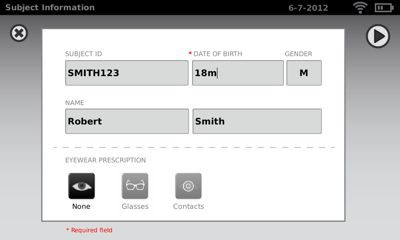 Subject Information 6-7-2012
SUBJECT ID * DATE OF BIRTH GENDER
SMITH123 18m M
NAME
Robert Smith
EYEWEAR PRESCRIPTION
None Glasses Contacts
* Required field